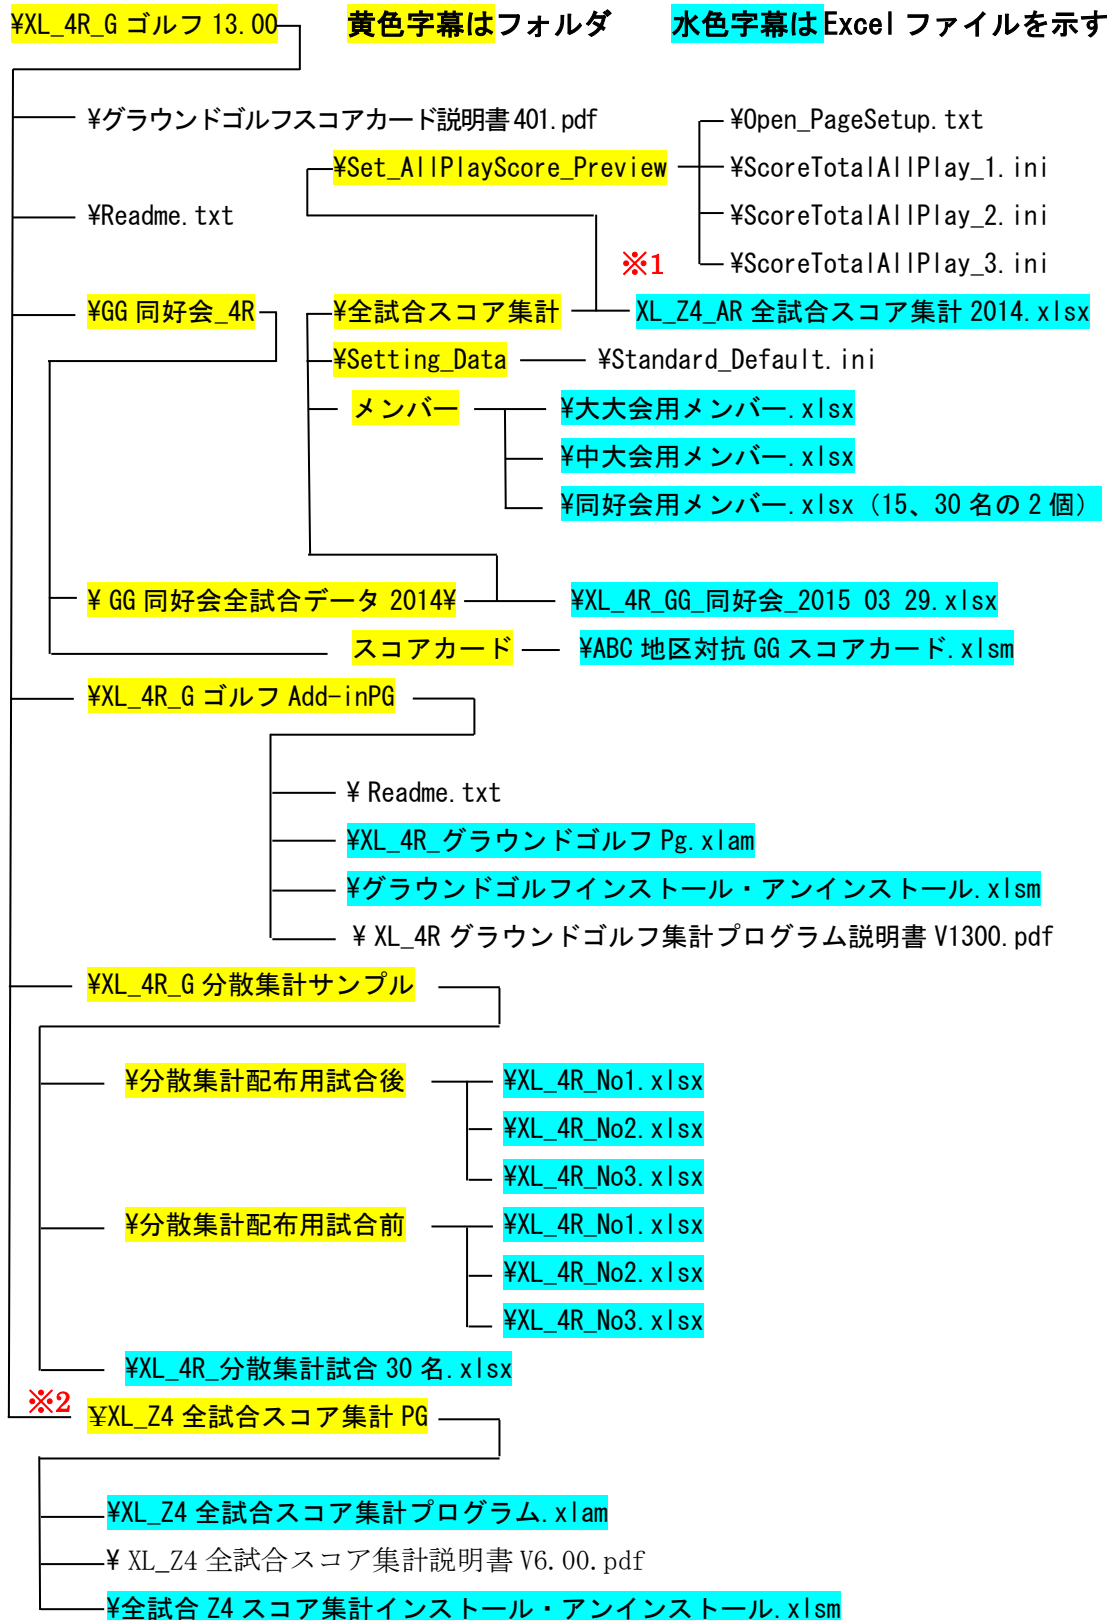 ¥XL_4R_G ゴルフ 13.00 黄色字幕はフォルダ 水色字幕は Excel ファイルを示す
¥グラウンドゴルフスコアカード説明書 401.pdf
¥Open_PageSetup.txt
¥Set_AllPlayScore_Preview
¥ScoreTotalAllPlay_1.ini
¥Readme.txt
¥ScoreTotalAllPlay_2.ini
※1
¥ScoreTotalAllPlay_3.ini
¥GG 同好会_4R
¥全試合スコア集計
XL_Z4_AR 全試合スコア集計 2014.xlsx
¥Setting_Data
¥Standard_Default.ini
メンバー
¥大大会用メンバー.xlsx
¥中大会用メンバー.xlsx
¥同好会用メンバー.xlsx（15、30 名の 2 個）
¥ GG 同好会全試合データ 2014¥
¥XL_4R_GG_同好会_2015 03 29.xlsx
スコアカード
¥ABC 地区対抗 GG スコアカード.xlsm
¥XL_4R_G ゴルフ Add-inPG
¥ Readme.txt
¥XL_4R_グラウンドゴルフ Pg.xlam
¥グラウンドゴルフインストール・アンインストール.xlsm
¥ XL_4R グラウンドゴルフ集計プログラム説明書 V1300.pdf
¥XL_4R_G 分散集計サンプル
¥分散集計配布用試合後
¥XL_4R_No1.xlsx
¥XL_4R_No2.xlsx
¥XL_4R_No3.xlsx
¥分散集計配布用試合前
¥XL_4R_No1.xlsx
¥XL_4R_No2.xlsx
¥XL_4R_No3.xlsx
¥XL_4R_分散集計試合 30 名.xlsx
※2
¥XL_Z4 全試合スコア集計 PG
¥XL_Z4 全試合スコア集計プログラム.xlam
¥ XL_Z4 全試合スコア集計説明書 V6.00.pdf
¥全試合 Z4 スコア集計インストール・アンインストール.xlsm